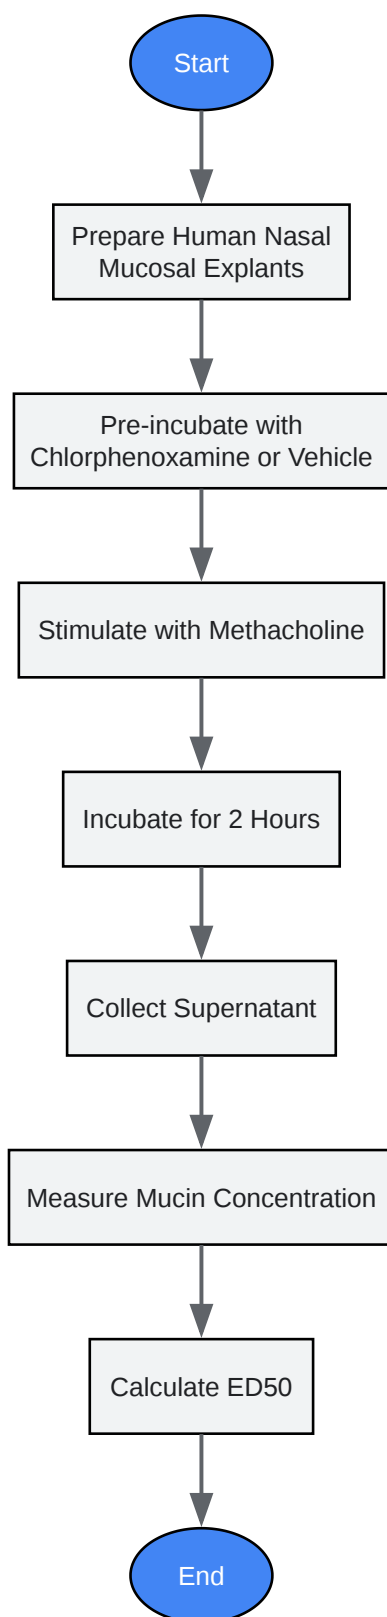 Start
Prepare Human Nasal
Mucosal Explants
Pre-incubate with
Chlorphenoxamine or Vehicle
Stimulate with Methacholine
Incubate for 2 Hours
Collect Supernatant
Measure Mucin Concentration
Calculate ED50
End